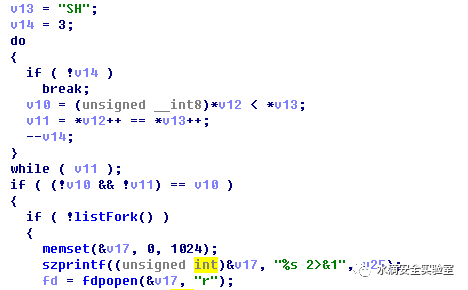 v13 = "SH";
v14 = 3;
do
{
if ( !v14 )
break;
v10 = (unsigned __int8)*v12 < *v13;
v11 = *v12++ == *v13++;
--v14;
}
while ( v11 );
if ( (!v10 && !v11) == v10 )
{
if ( !listFork() )
{
memset(&v17, 0, 1024);
szprintf((unsigned int)&v17, "%s 2>&1", v25);
fd = fdpopen(&v17, "r");
水滴安全实验室